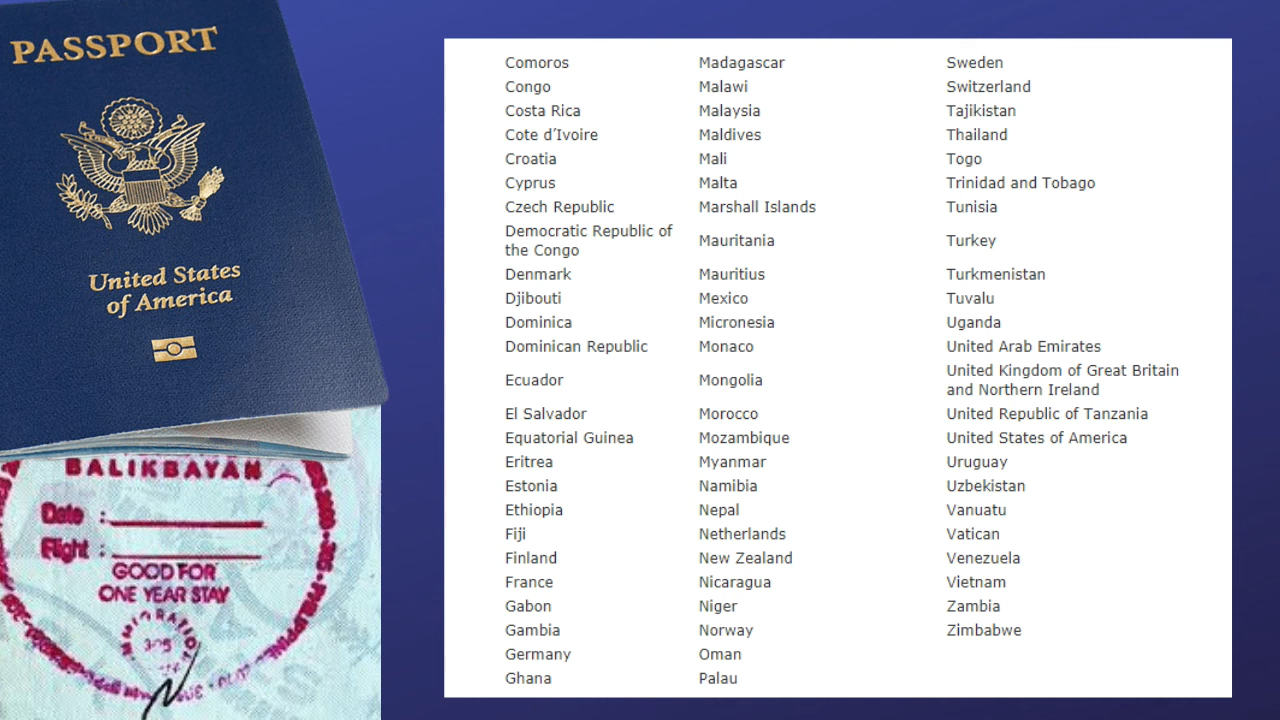 PASSPORT
United States
of America
BALIKBAYAN
Date :
Flight :
GOOD FOR
ONE YEAR STAY
Comoros
Congo
Costa Rica
Cote d’Ivoire
Croatia
Cyprus
Czech Republic
Democratic Republic of
the Congo
Denmark
Djibouti
Dominica
Dominican Republic
Ecuador
El Salvador
Equatorial Guinea
Eritrea
Estonia
Ethiopia
Fiji
Finland
France
Gabon
Gambia
Germany
Ghana
Madagascar
Malawi
Malaysia
Maldives
Mali
Malta
Marshall Islands
Mauritania
Mauritius
Mexico
Micronesia
Monaco
Mongolia
Morocco
Mozambique
Myanmar
Namibia
Nepal
Netherlands
New Zealand
Nicaragua
Niger
Norway
Oman
Palau
Sweden
Switzerland
Tajikistan
Thailand
Togo
Trinidad and Tobago
Tunisia
Turkey
Turkmenistan
Tuvalu
Uganda
United Arab Emirates
United Kingdom of Great Britain
and Northern Ireland
United Republic of Tanzania
United States of America
Uruguay
Uzbekistan
Vanuatu
Vatican
Venezuela
Vietnam
Zambia
Zimbabwe